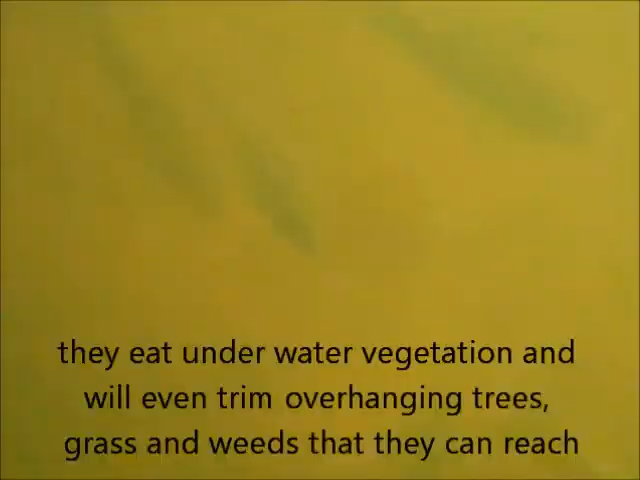 they eat under water vegetation and
will even trim overhanging trees,
grass and weeds that they can reach